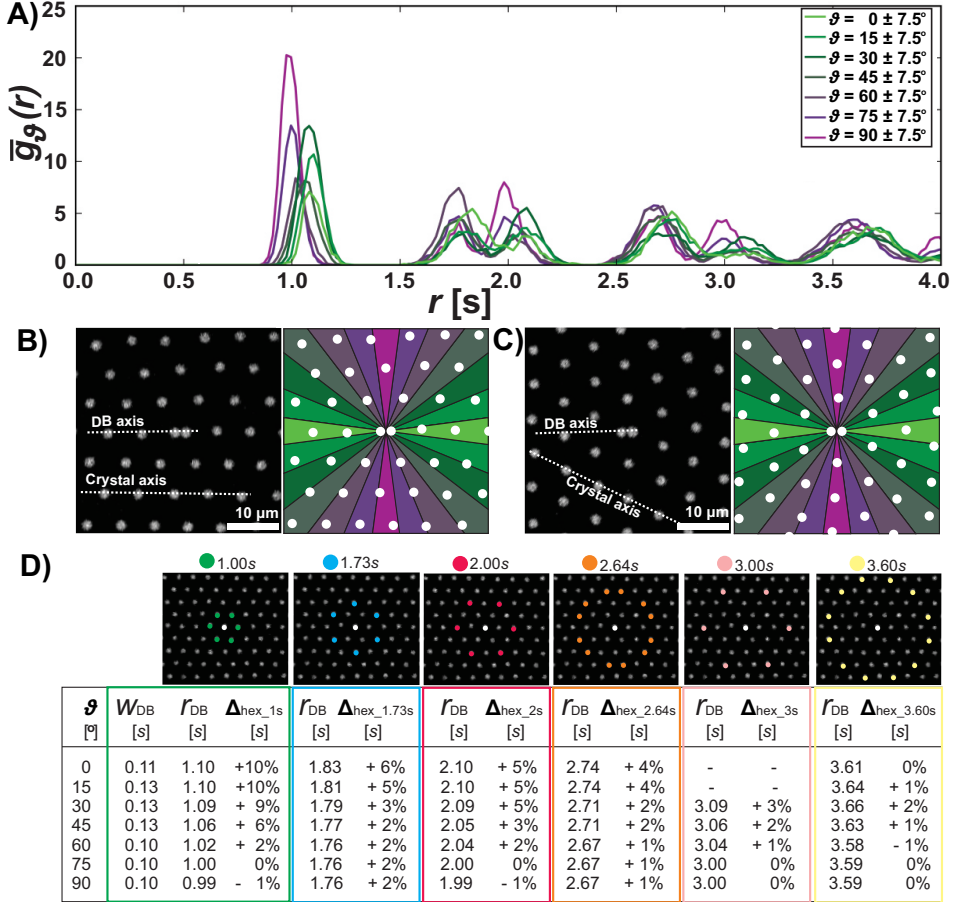 A)
25
20
15
10
5
0
ḡϑ(r)
ϑ = 0 ± 7.5°
ϑ = 15 ± 7.5°
ϑ = 30 ± 7.5°
ϑ = 45 ± 7.5°
ϑ = 60 ± 7.5°
ϑ = 75 ± 7.5°
ϑ = 90 ± 7.5°
0.0 0.5 1.0 1.5 2.0 2.5 3.0 3.5 4.0
r [s]
B)
DB axis
Crystal axis
10 µm
C)
DB axis
Crystal axis
10 µm
D)
1.00s 1.73s 2.00s 2.64s 3.00s 3.60s
ϑ wDB rDB Δhex_1s rDB Δhex_1.73s rDB Δhex_2s rDB Δhex_2.64s rDB Δhex_3s rDB Δhex_3.60s
[º] [s] [s] [s] [s] [s] [s] [s] [s] [s] [s] [s] [s] [s]
0 0.11 1.10 +10% 1.83 + 6% 2.10 + 5% 2.74 + 4% - - 3.61 0%
15 0.13 1.10 +10% 1.81 + 5% 2.10 + 5% 2.74 + 4% - - 3.64 + 1%
30 0.13 1.09 + 9% 1.79 + 3% 2.09 + 5% 2.71 + 2% 3.09 + 3% 3.66 + 2%
45 0.13 1.06 + 6% 1.77 + 2% 2.05 + 3% 2.71 + 2% 3.06 + 2% 3.63 + 1%
60 0.10 1.02 + 2% 1.76 + 2% 2.04 + 2% 2.67 + 1% 3.04 + 1% 3.58 - 1%
75 0.10 1.00 0% 1.76 + 2% 2.00 0% 2.67 + 1% 3.00 0% 3.59 0%
90 0.10 0.99 - 1% 1.76 + 2% 1.99 - 1% 2.67 + 1% 3.00 0% 3.59 0%